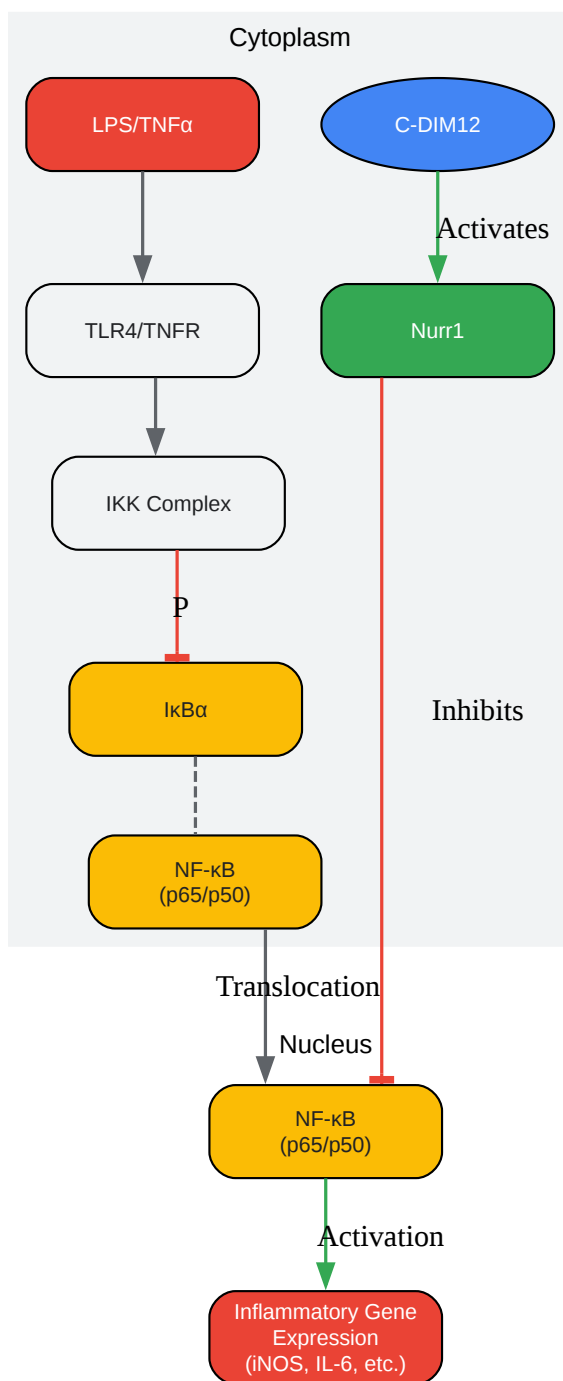 Cytoplasm
LPS/TNFα
C-DIM12
Activates
TLR4/TNFR
Nurr1
IKK Complex
P
IκBα
Inhibits
NF-κB
(p65/p50)
Translocation
Nucleus
NF-κB
(p65/p50)
Activation
Inflammatory Gene
Expression
(iNOS, IL-6, etc.)